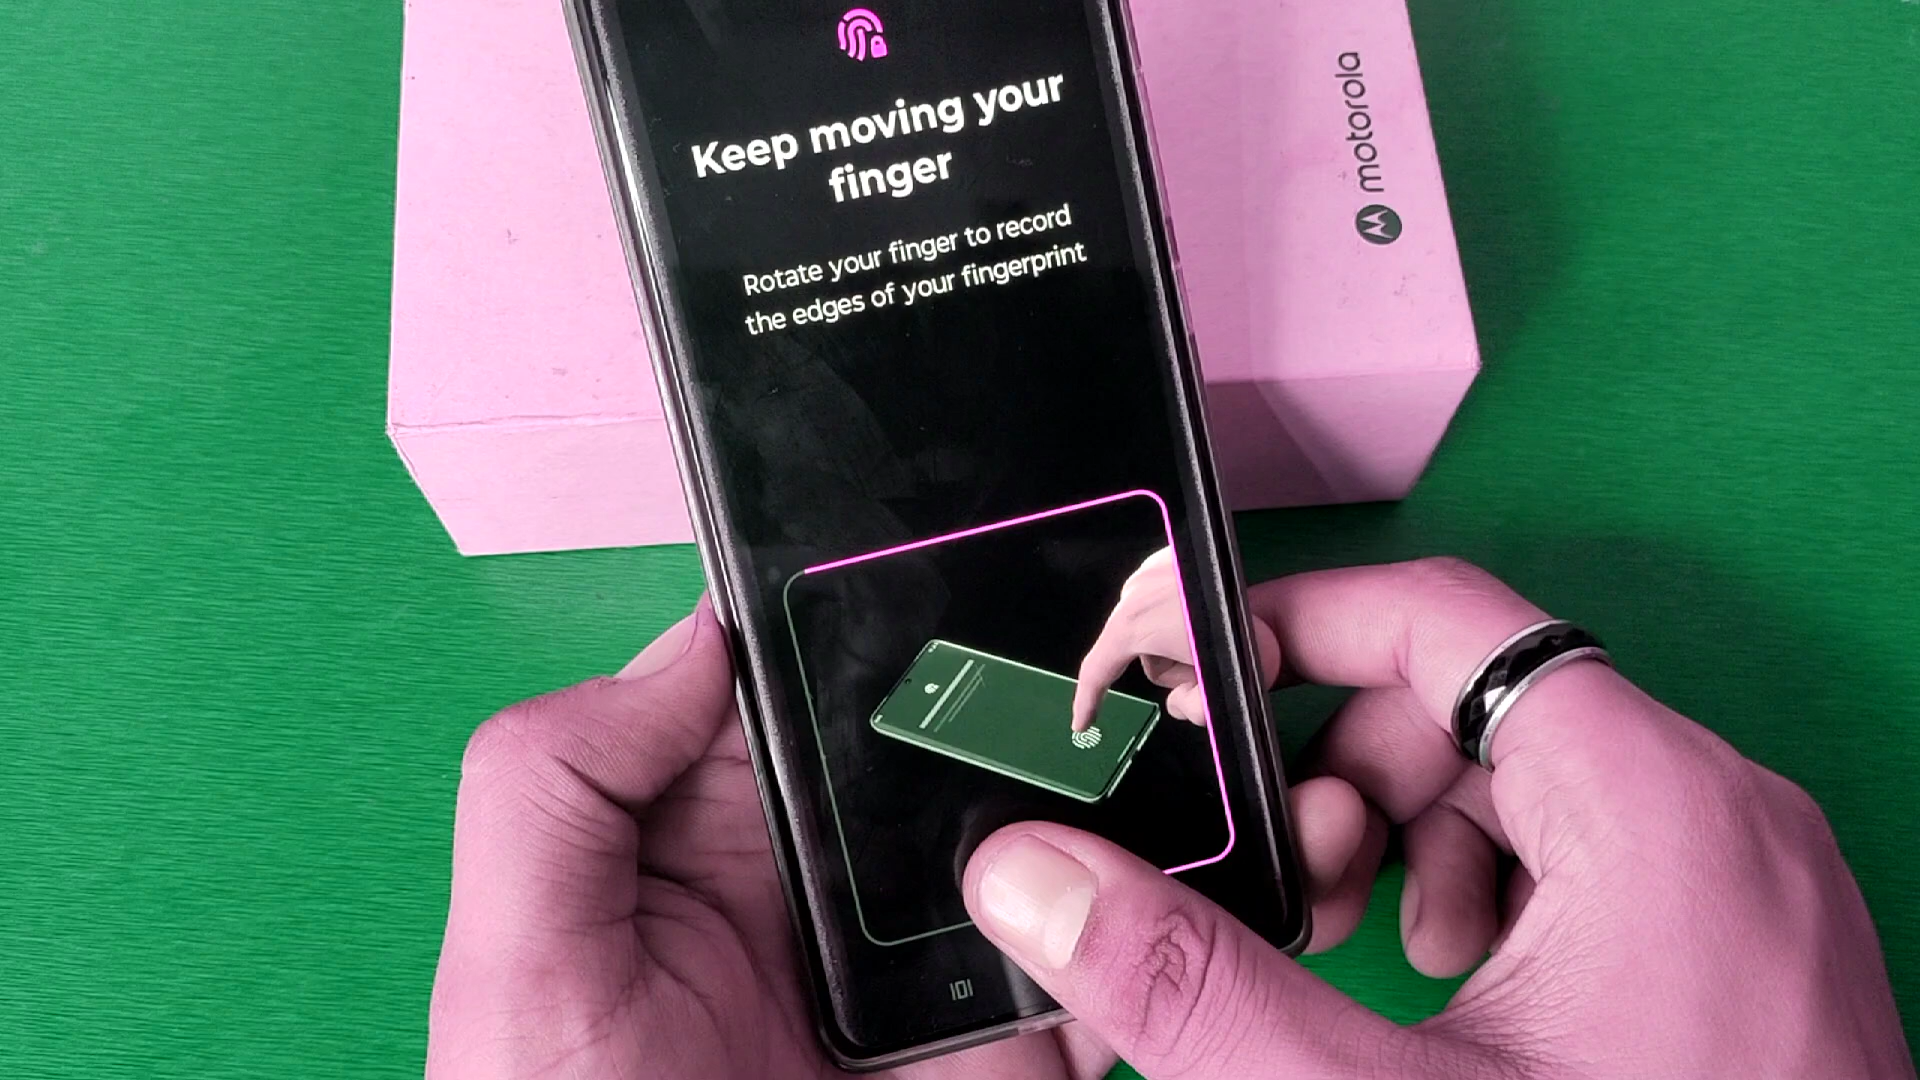 Keep moving your
finger
Rotate your finger to record
the edges of your fingerprint
motorola